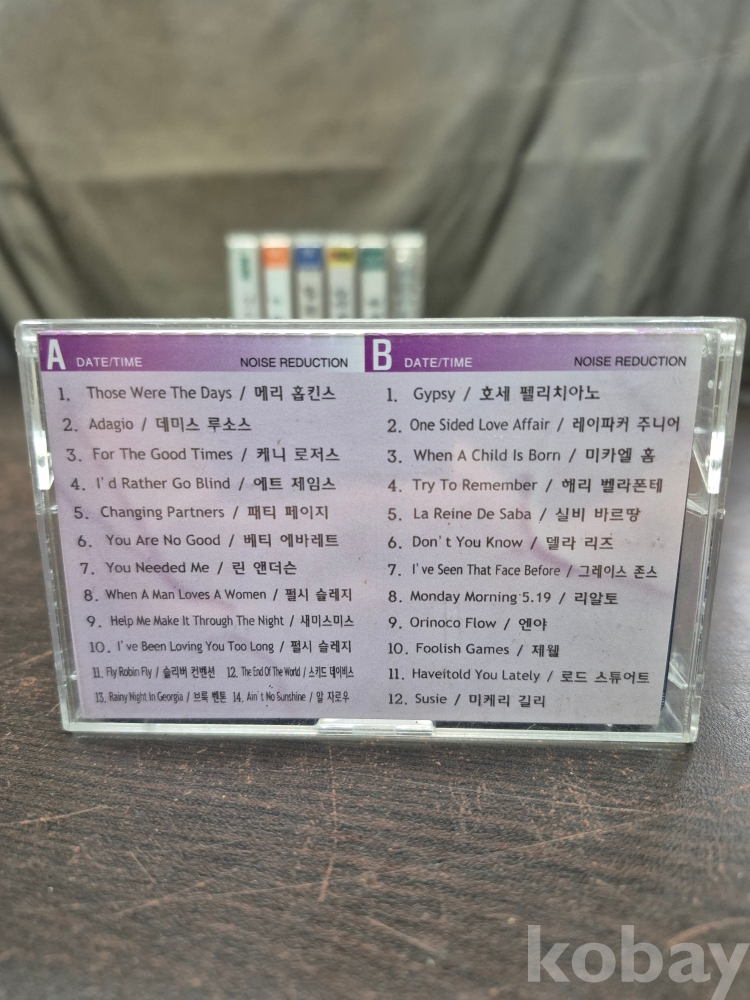 A DATE/TIME NOISE REDUCTION
1. Those Were The Days / 메리 홉킨스
2. Adagio / 데미스 루소스
3. For The Good Times / 케니 로저스
4. I'd Rather Go Blind / 에트 제임스
5. Changing Partners / 패티 페이지
6. You Are No Good / 베티 에바레트
7. You Needed Me / 린 앤더슨
8. When A Man Loves A Women / 펄시 슬레지
9. Help Me Make It Through The Night / 새미스미스
10. I've Been Loving You Too Long / 펄시 슬레지
11. Fly Robin Fly / 슬리버 컨벤션 12. The End Of The World / 스키드 데이비스
13. Rainy Night In Georgia / 브룩 벤톤 14. Ain't No Sunshine / 알 자로우
B DATE/TIME NOISE REDUCTION
1. Gypsy / 호세 펠리치아노
2. One Sided Love Affair / 레이파커 주니어
3. When A Child Is Born / 미카엘 홈
4. Try To Remember / 해리 벨라폰테
5. La Reine De Saba / 실비 바르땅
6. Don't You Know / 델라 리즈
7. I've Seen That Face Before / 그레이스 존스
8. Monday Morning 5.19 / 리알토
9. Orinoco Flow / 엔야
10. Foolish Games / 제웰
11. Haveitold You Lately / 로드 스튜어트
12. Susie / 미케리 길리
kobay